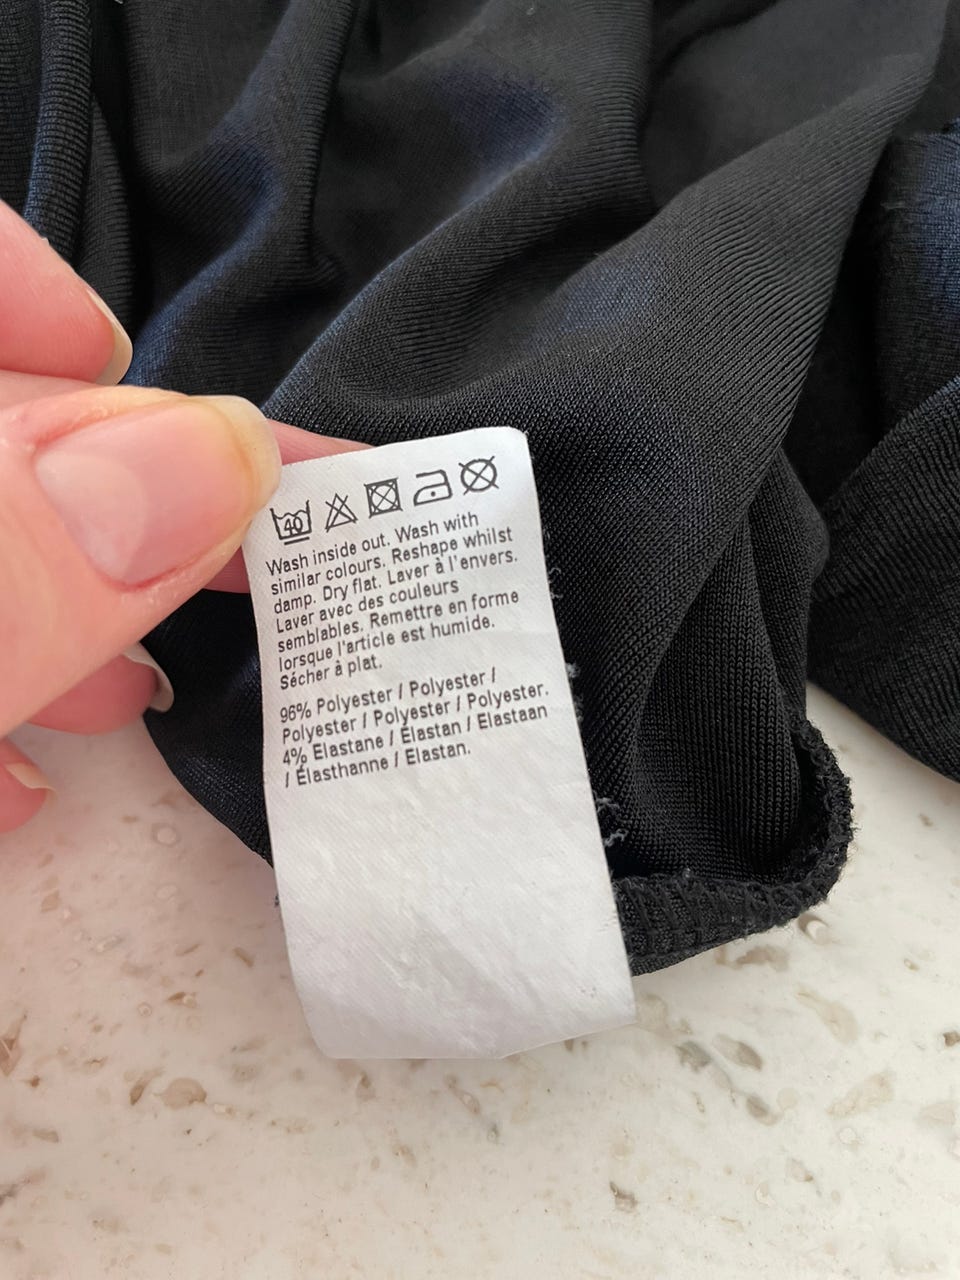 40
Wash inside out. Wash with
similar colours. Reshape whilst
damp. Dry flat. Laver à l'envers.
Laver avec des couleurs
semblables. Remettre en forme
lorsque l'article est humide.
Sécher à plat.
96% Polyester / Polyester /
Polyester / Polyester / Polyester.
4% Elastane / Élastan / Elastaan
/ Élasthanne / Elastan.